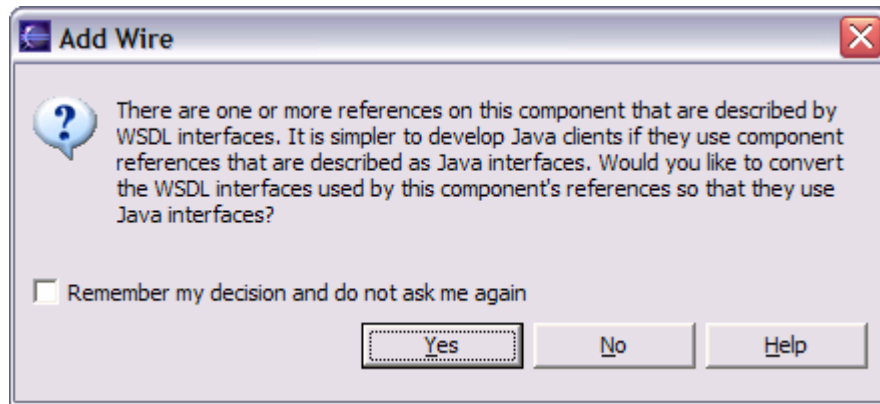 Add Wire
There are one or more references on this component that are described by
WSDL interfaces. It is simpler to develop Java clients if they use component
references that are described as Java interfaces. Would you like to convert
the WSDL interfaces used by this component's references so that they use
Java interfaces?
Remember my decision and do not ask me again
Yes No Help